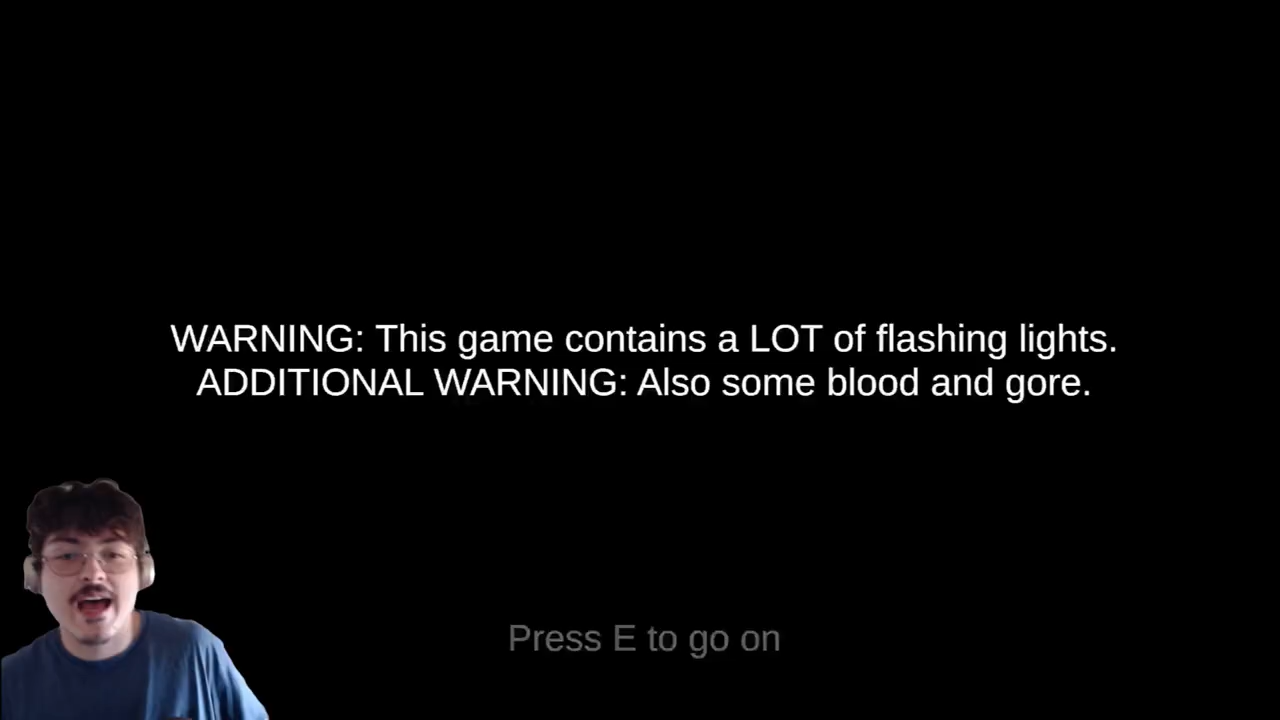 WARNING: This game contains a LOT of flashing lights.
ADDITIONAL WARNING: Also some blood and gore.
Press E to go on